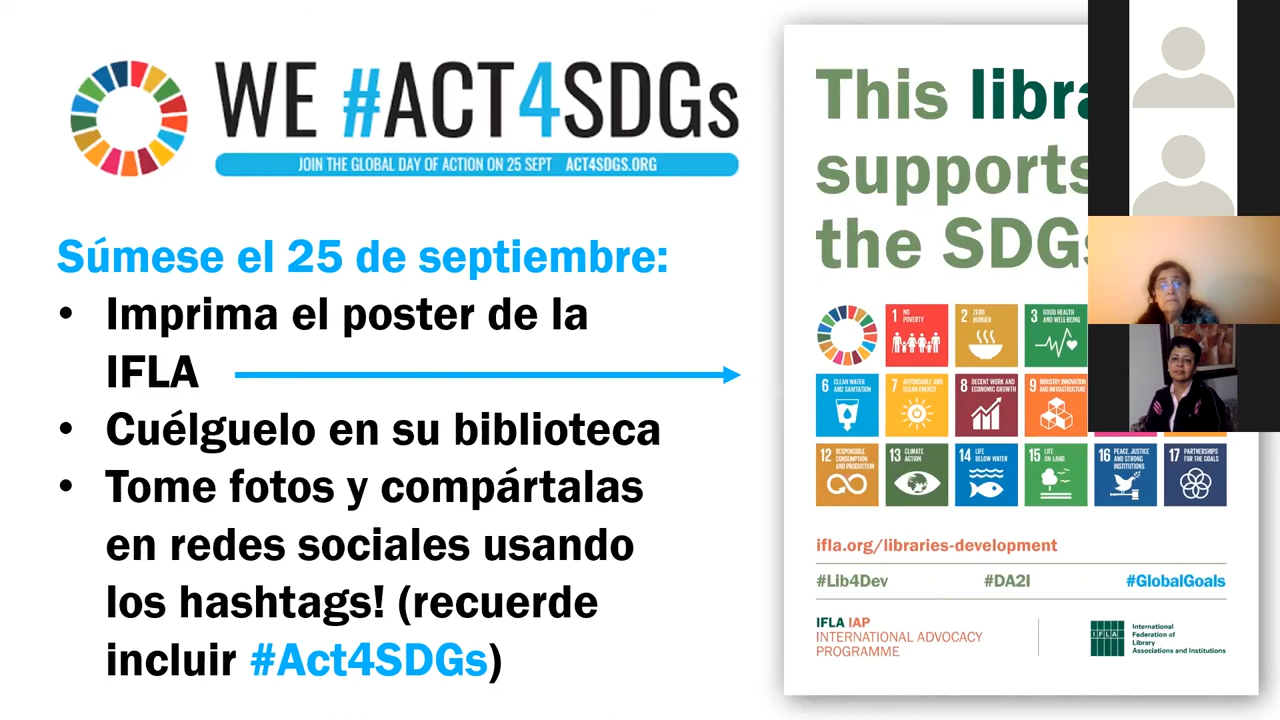 WE #ACT4SDGs
JOIN THE GLOBAL DAY OF ACTION ON 25 SEPT ACT4SDGS.ORG
Súmese el 25 de septiembre:
• Imprima el poster de la
IFLA
• Cuélguelo en su biblioteca
• Tome fotos y compártalas
en redes sociales usando
los hashtags! (recuerde
incluir #Act4SDGs)
This
supports
the SDGs
1 NO POVERTY
2 ZERO HUNGER
3 GOOD HEALTH AND WELL-BEING
6 CLEAN WATER AND SANITATION
7 AFFORDABLE AND CLEAN ENERGY
8 DECENT WORK AND ECONOMIC GROWTH
9 INDUSTRY, INNOVATION AND INFRASTRUCTURE
12 RESPONSIBLE CONSUMPTION AND PRODUCTION
13 CLIMATE ACTION
14 LIFE BELOW WATER
15 LIFE ON LAND
16 PEACE, JUSTICE AND STRONG INSTITUTIONS
17 PARTNERSHIPS FOR THE GOALS
ifla.org/libraries-development
#Lib4Dev #DA2I #GlobalGoals
IFLA IAP
INTERNATIONAL ADVOCACY
PROGRAMME
IFLA
International
Federation of
Library
Associations and Institutions